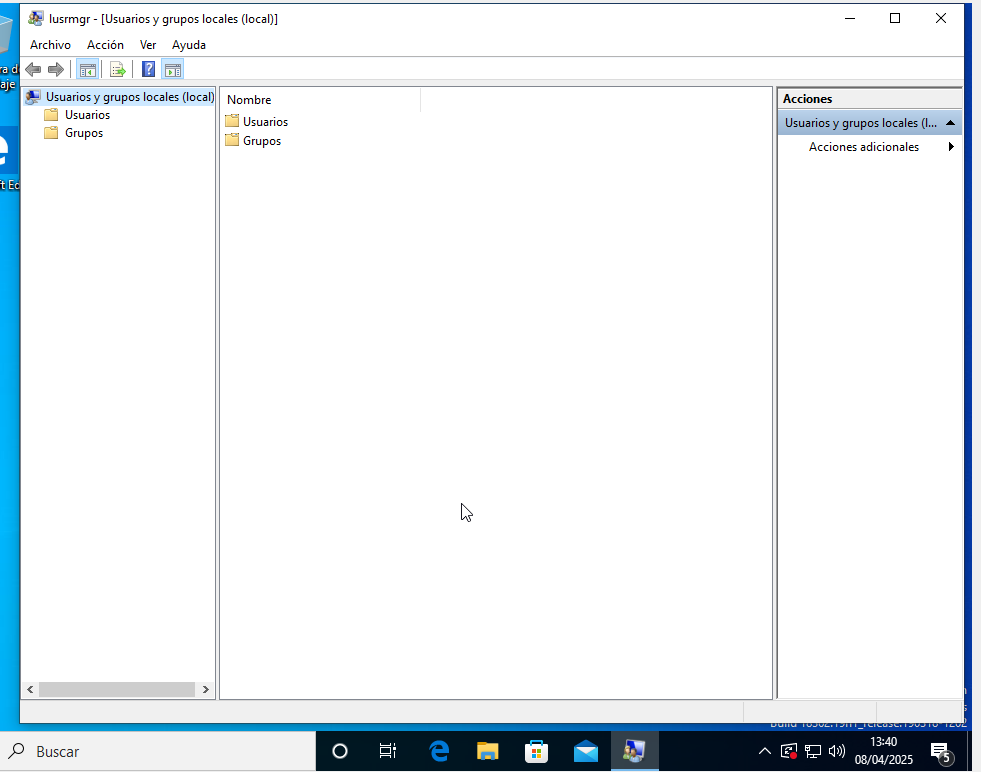 lusrmgr - [Usuarios y grupos locales (local)]
Archivo Acción Ver Ayuda
Usuarios y grupos locales (local)
Usuarios
Grupos
Nombre
Usuarios
Grupos
Acciones
Usuarios y grupos locales (l...
Acciones adicionales
Buscar
13:40
08/04/2025
5